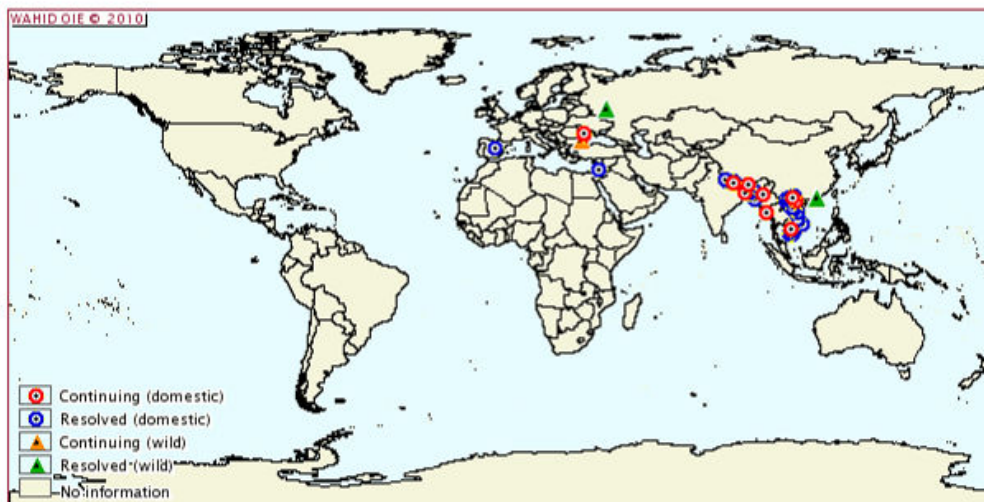 WAHID OIE © 2010
Continuing (domestic)
Resolved (domestic)
Continuing (wild)
Resolved (wild)
No information